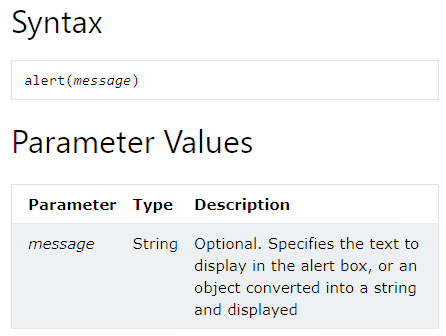 Syntax
alert(message)
Parameter Values
Parameter Type Description
message String Optional. Specifies the text to
display in the alert box, or an
object converted into a string
and displayed